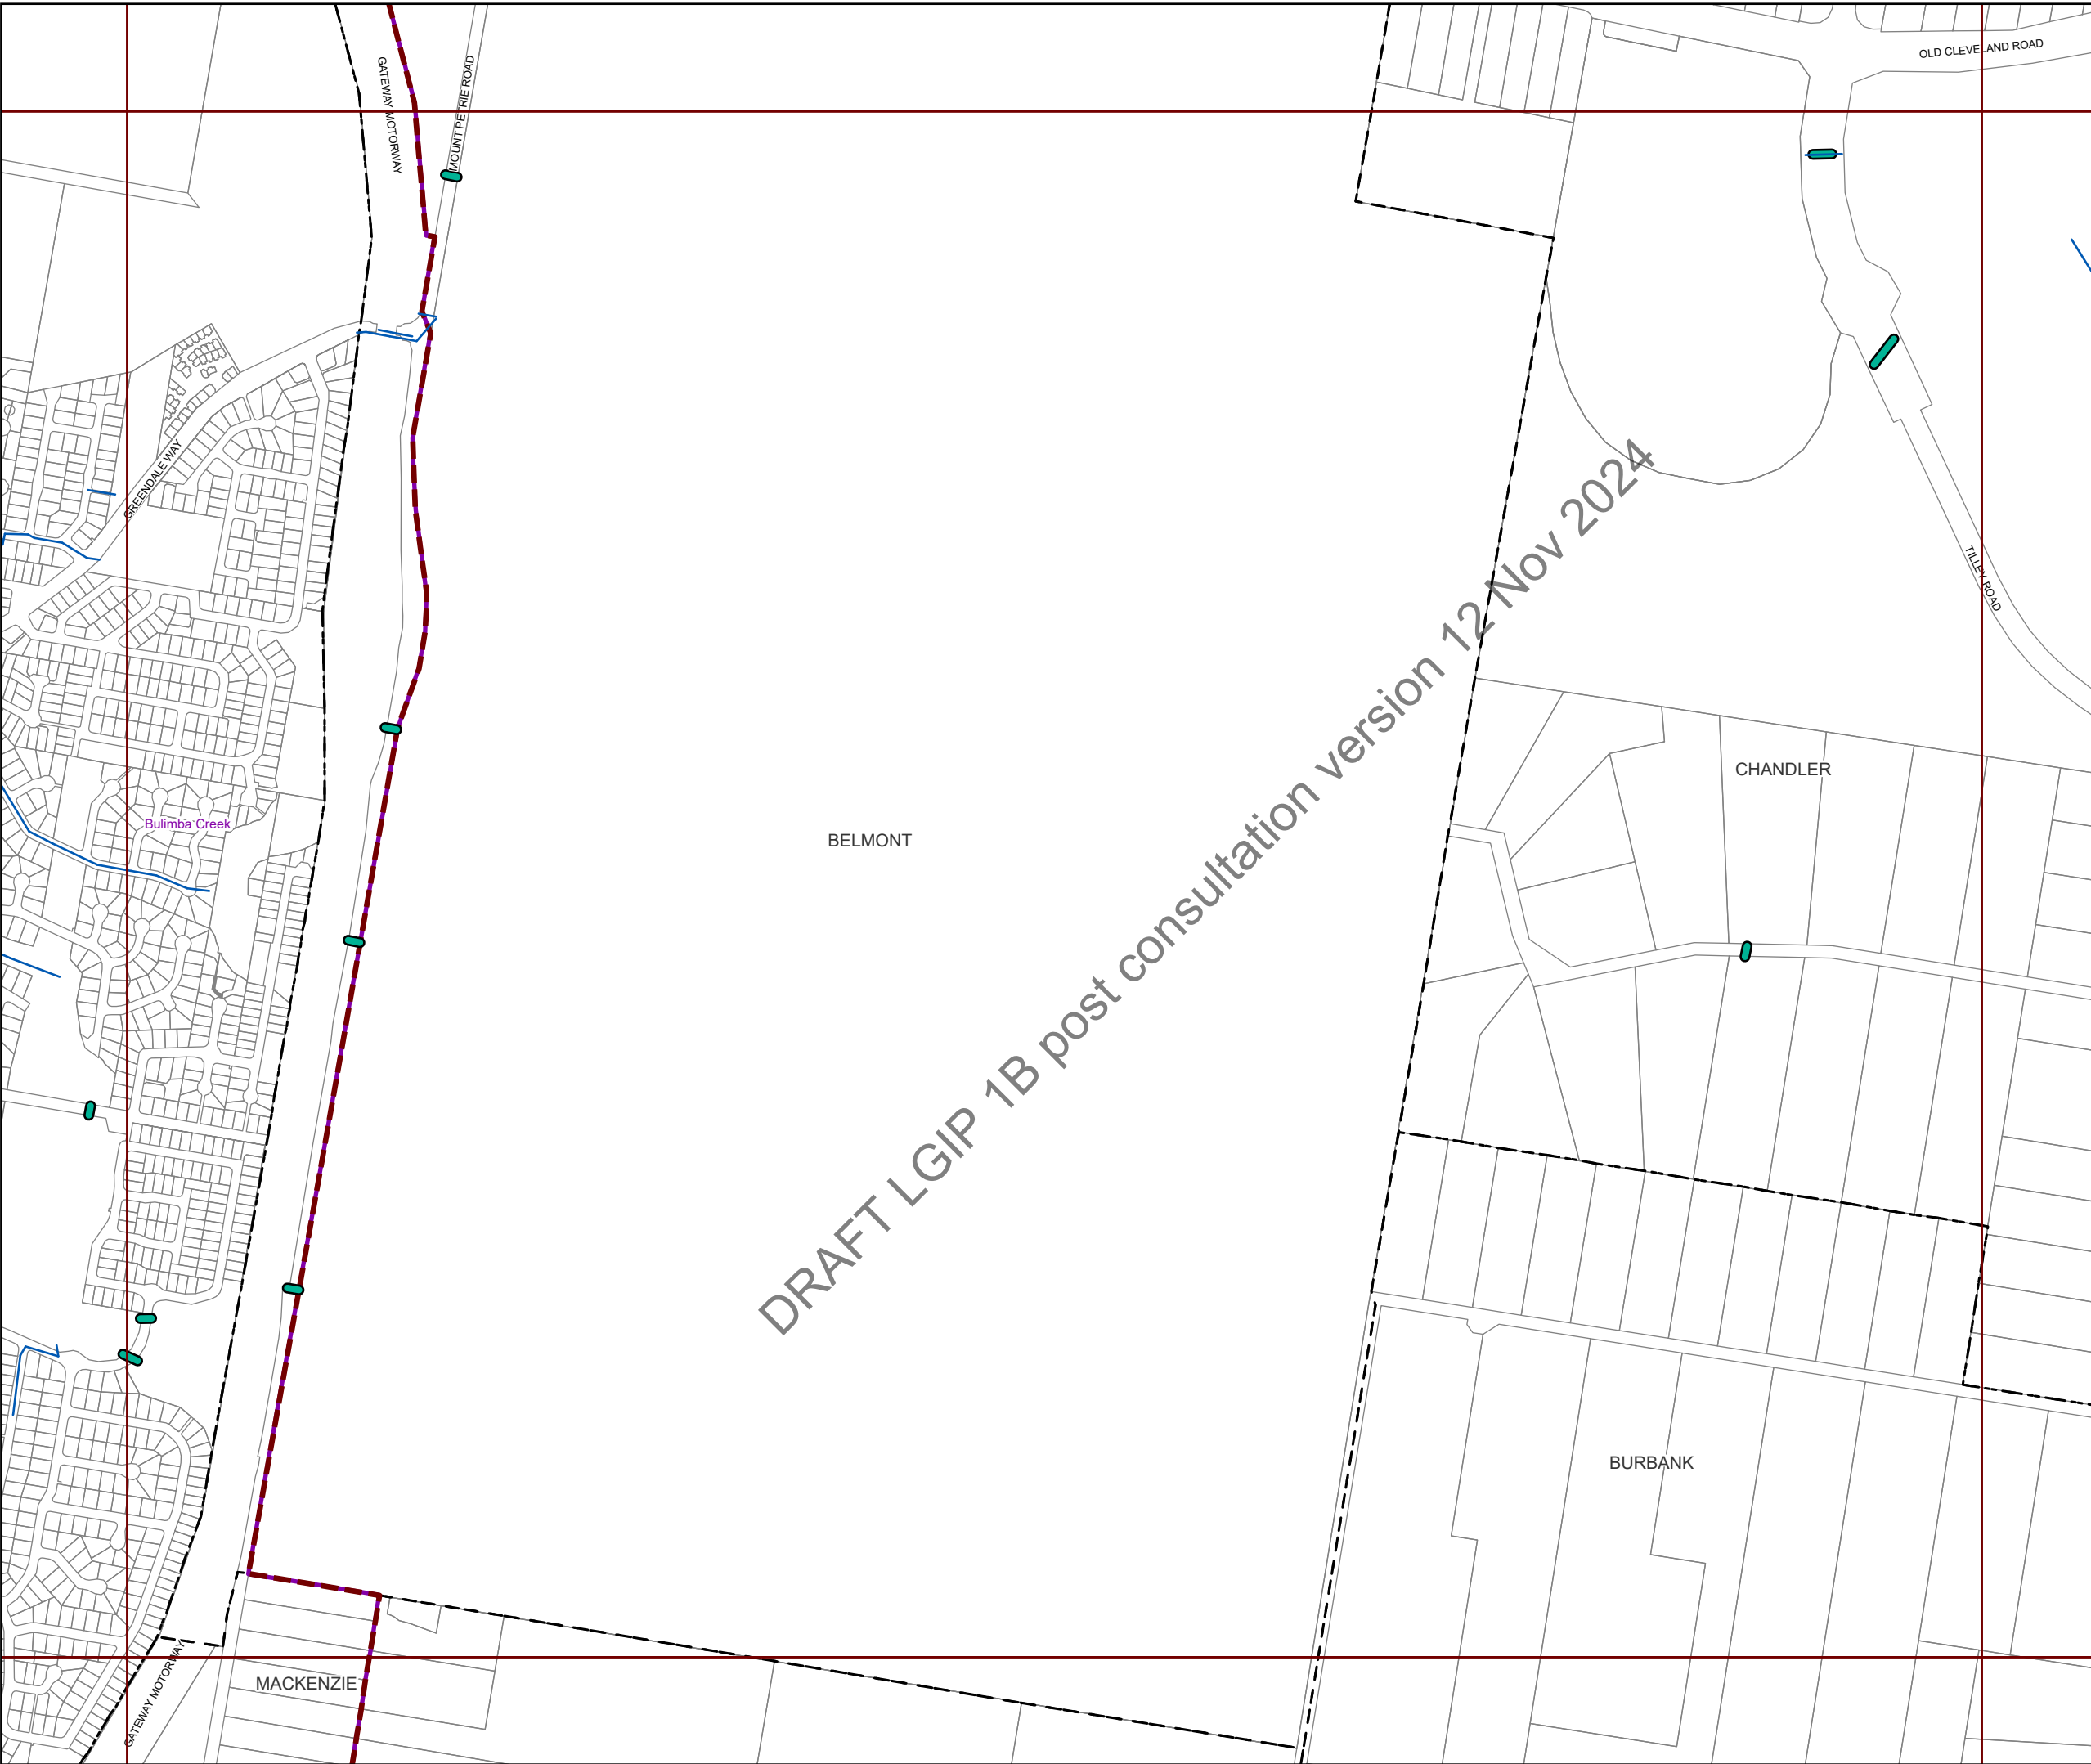 OLD CLEVELAND ROAD
GATEWAY MOTORWAY
MOUNT PETRIE ROAD
GREENDALE WAY
TILLEY ROAD
CHANDLER
Bulimba Creek
BELMONT
DRAFT LGIP 1B post consultation version 12 Nov 2024
BURBANK
MACKENZIE
GATEWAY MOTORWAY